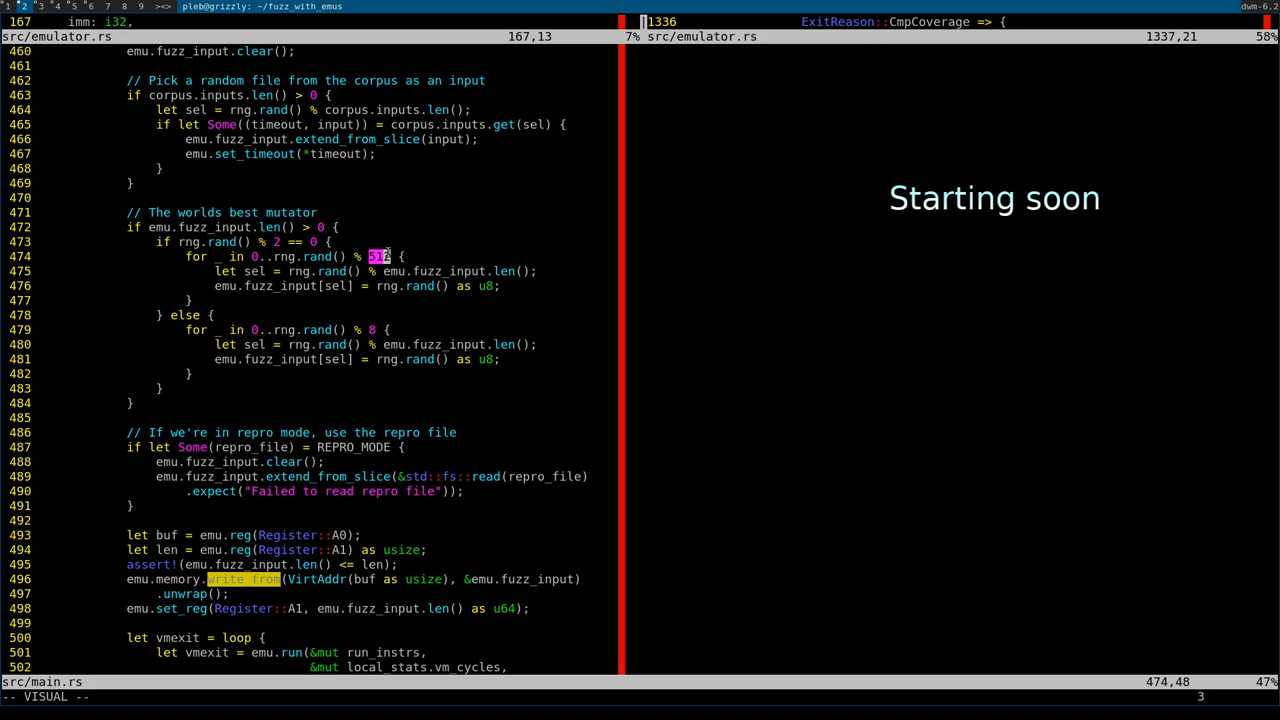 1 2 3 4 5 6 7 8 9 ><> pleb@grizzly: ~/fuzz_with_emus dwm-6.2
167 imm: i32,
src/emulator.rs 167,13 7%
1336 ExitReason::CmpCoverage => {
src/emulator.rs 1337,21 58%
460 emu.fuzz_input.clear();
461
462 // Pick a random file from the corpus as an input
463 if corpus.inputs.len() > 0 {
464 let sel = rng.rand() % corpus.inputs.len();
465 if let Some((timeout, input)) = corpus.inputs.get(sel) {
466 emu.fuzz_input.extend_from_slice(input);
467 emu.set_timeout(*timeout);
468 }
469 }
470
471 // The worlds best mutator
472 if emu.fuzz_input.len() > 0 {
473 if rng.rand() % 2 == 0 {
474 for _ in 0..rng.rand() % 512 {
475 let sel = rng.rand() % emu.fuzz_input.len();
476 emu.fuzz_input[sel] = rng.rand() as u8;
477 }
478 } else {
479 for _ in 0..rng.rand() % 8 {
480 let sel = rng.rand() % emu.fuzz_input.len();
481 emu.fuzz_input[sel] = rng.rand() as u8;
482 }
483 }
484 }
485
486 // If we're in repro mode, use the repro file
487 if let Some(repro_file) = REPRO_MODE {
488 emu.fuzz_input.clear();
489 emu.fuzz_input.extend_from_slice(&std::fs::read(repro_file)
490 .expect("Failed to read repro file"));
491 }
492
493 let buf = emu.reg(Register::A0);
494 let len = emu.reg(Register::A1) as usize;
495 assert!(emu.fuzz_input.len() <= len);
496 emu.memory.write_from(VirtAddr(buf as usize), &emu.fuzz_input)
497 .unwrap();
498 emu.set_reg(Register::A1, emu.fuzz_input.len() as u64);
499
500 let vmexit = loop {
501 let vmexit = emu.run(&mut run_instrs,
502 &mut local_stats.vm_cycles,
src/main.rs 474,48 47%
-- VISUAL -- 3
Starting soon